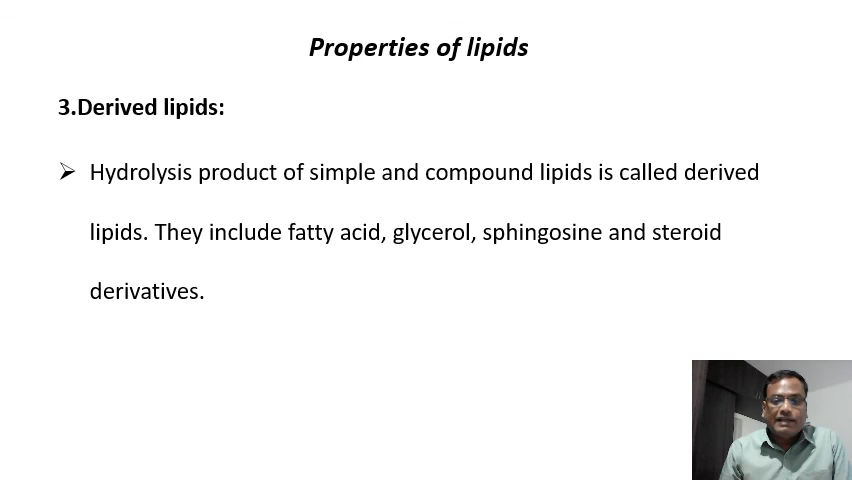 Properties of lipids
3.Derived lipids:
➢ Hydrolysis product of simple and compound lipids is called derived
lipids. They include fatty acid, glycerol, sphingosine and steroid
derivatives.